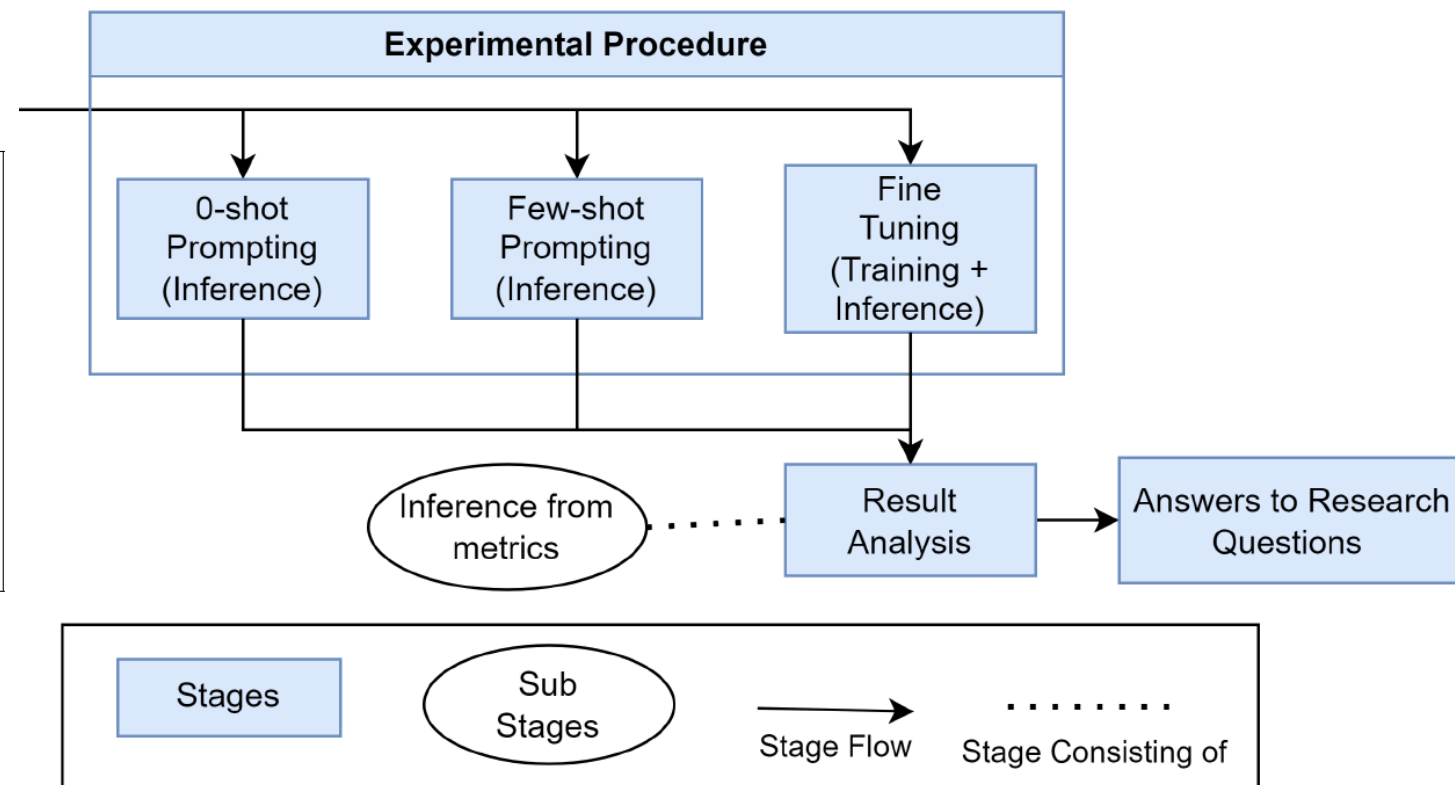 Experimental Procedure
0-shot
Prompting
(Inference)
Few-shot
Prompting
(Inference)
Fine
Tuning
(Training +
Inference)
Inference from
metrics
Result
Analysis
Answers to Research
Questions
Stages
Sub
Stages
Stage Flow
Stage Consisting of